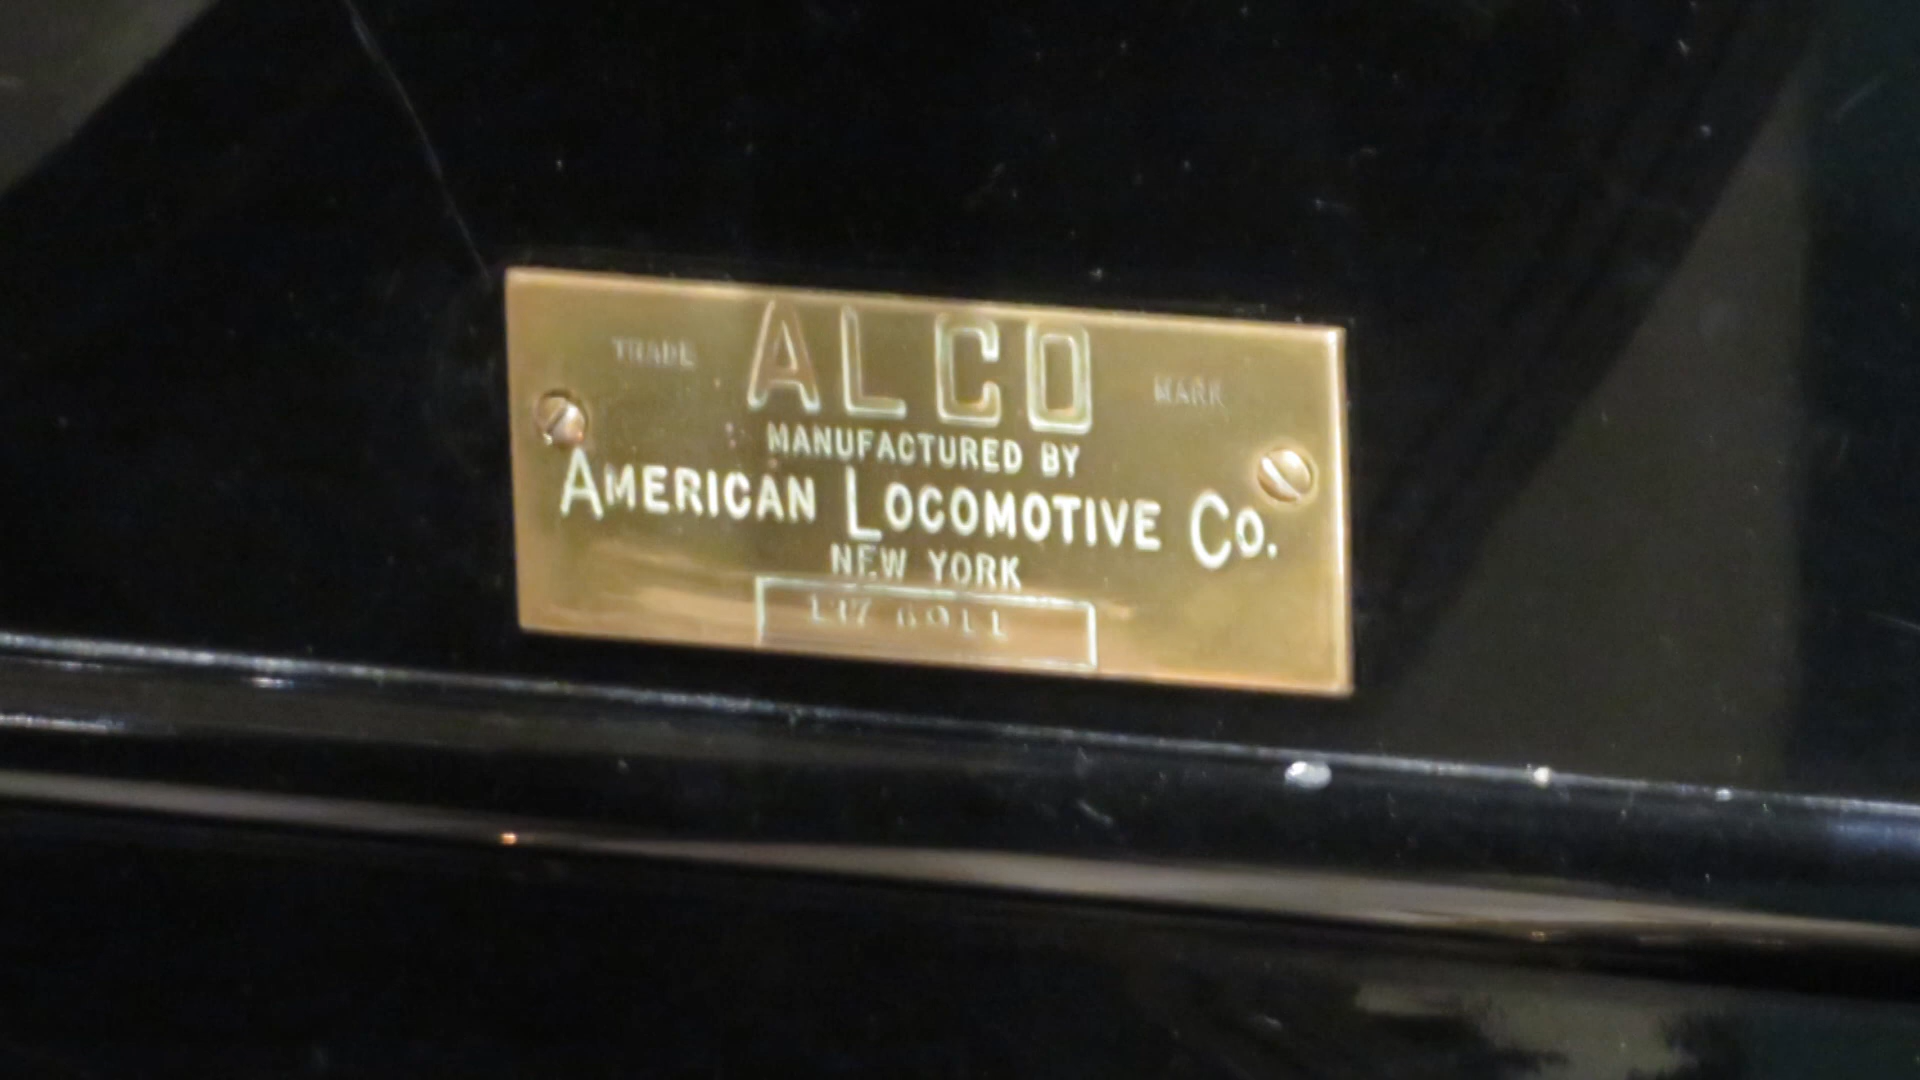 TRADE ALCO MARK
MANUFACTURED BY
AMERICAN LOCOMOTIVE CO.
NEW YORK